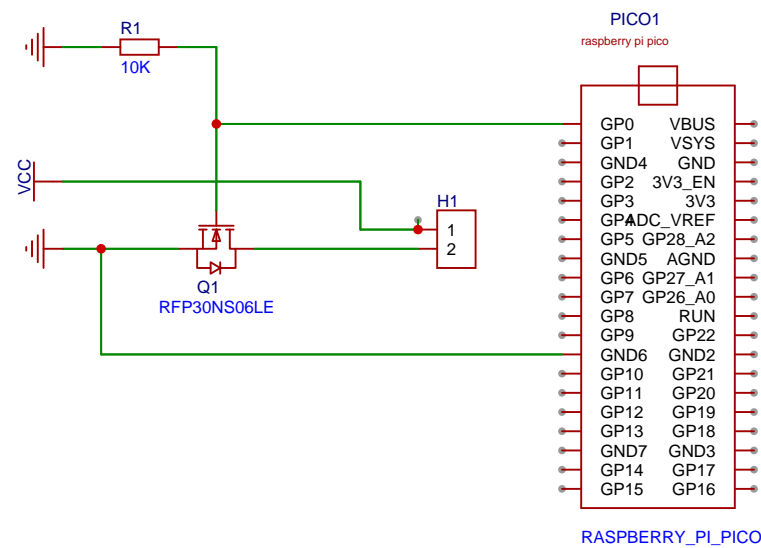 PICO1
raspberry pi pico
R1
10K
VCC
H1
1
2
Q1
RFP30NS06LE
GP0 VBUS
GP1 VSYS
GND4 GND
GP2 3V3_EN
GP3 3V3
GP4 ADC_VREF
GP5 GP28_A2
GND5 AGND
GP6 GP27_A1
GP7 GP26_A0
GP8 RUN
GP9 GP22
GND6 GND2
GP10 GP21
GP11 GP20
GP12 GP19
GP13 GP18
GND7 GND3
GP14 GP17
GP15 GP16
RASPBERRY_PI_PICO